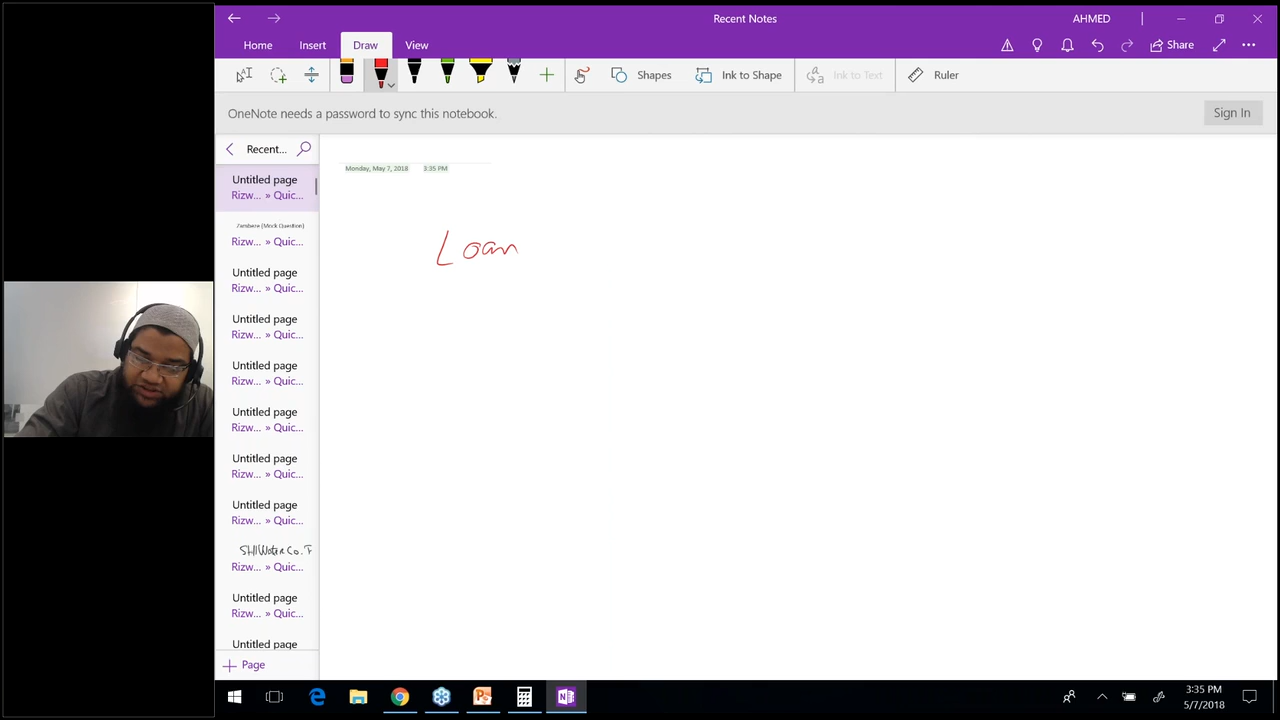 Recent Notes
AHMED
Home
Insert
Draw
View
Share
Shapes
Ink to Shape
Ink to Text
Ruler
OneNote needs a password to sync this notebook.
Sign In
Recent...
Untitled page
Rizw... » Quic...
Zambere (Mock Question)
Rizw... » Quic...
Untitled page
Rizw... » Quic...
Untitled page
Rizw... » Quic...
Untitled page
Rizw... » Quic...
Untitled page
Rizw... » Quic...
Untitled page
Rizw... » Quic...
Untitled page
Rizw... » Quic...
Rizw... » Quic...
Untitled page
Rizw... » Quic...
Untitled page
Page
Monday, May 7, 2018 3:35 PM
Loan
3:35 PM
5/7/2018